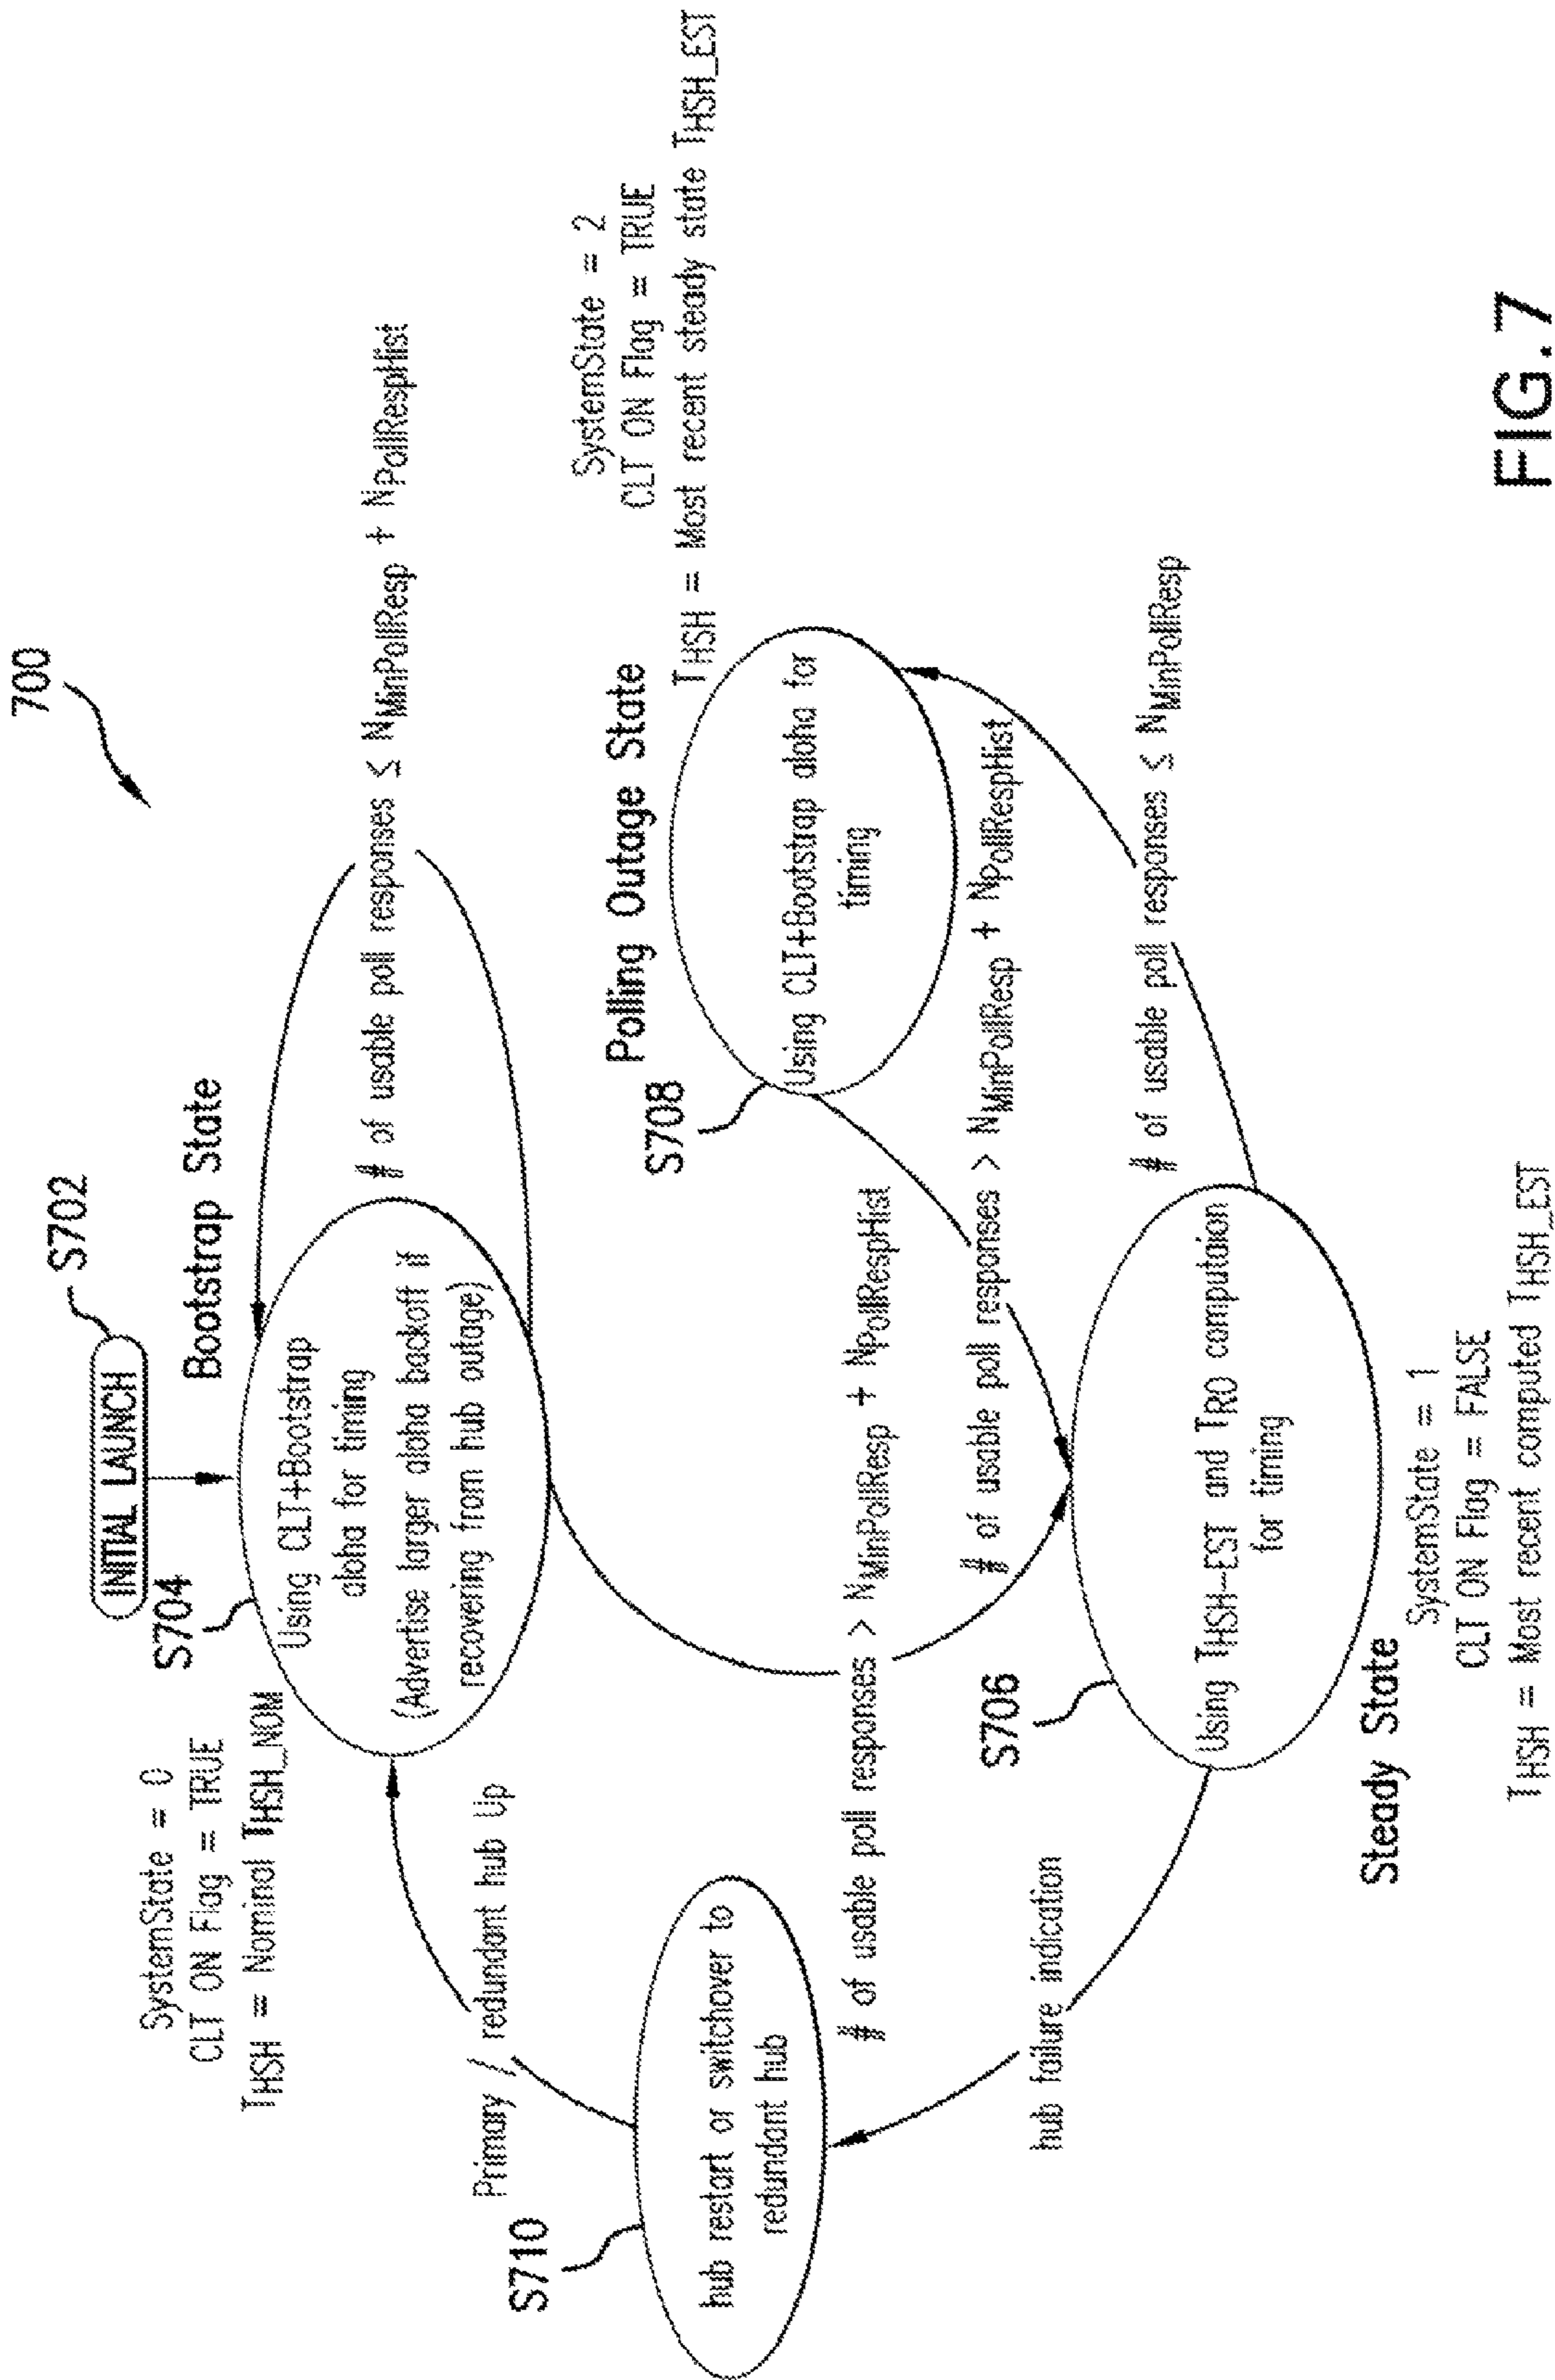 700
INITIAL LAUNCH
S702
S704
Bootstrap State
SystemState = 0
CLT ON Flag = TRUE
THSH = Nominal THSH_NOM
Using CLT+Bootstrap
aloha for timing
(Advertise larger aloha backoff if
recovering from hub outage)
# of usable poll responses ≤ NMinPollResp + NPollRespHist
Primary / redundant hub Up
S710
hub restart or switchover to
redundant hub
Polling Outage State
S708
SystemState = 2
CLT ON Flag = TRUE
THSH = Most recent steady state THSH_EST
Using CLT+Bootstrap aloha for
timing
# of usable poll responses > NMinPollResp + NPollRespHist
# of usable poll responses > NMinPollResp + NPollRespHist
# of usable poll responses ≤ NMinPollResp
hub failure indication
S706
Using THSH-EST and TRO computaion
for timing
Steady State
SystemState = 1
CLT ON Flag = FALSE
THSH = Most recent computed THSH_EST
FIG.7